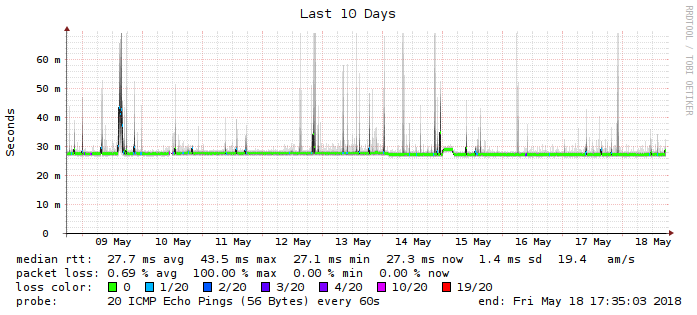 Last 10 Days
RRDTOOL / TOBI OETIKER
Seconds
60 m
50 m
40 m
30 m
20 m
10 m
0
09 May 10 May 11 May 12 May 13 May 14 May 15 May 16 May 17 May 18 May
median rtt: 27.7 ms avg 43.5 ms max 27.1 ms min 27.3 ms now 1.4 ms sd 19.4 am/s
packet loss: 0.69 % avg 100.00 % max 0.00 % min 0.00 % now
loss color: 0 1/20 2/20 3/20 4/20 10/20 19/20
probe: 20 ICMP Echo Pings (56 Bytes) every 60s end: Fri May 18 17:35:03 2018